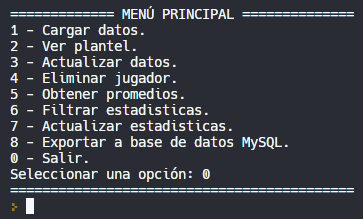 ============= MENÚ PRINCIPAL ==============
1 - Cargar datos.
2 - Ver plantel.
3 - Actualizar datos.
4 - Eliminar jugador.
5 - Obtener promedios.
6 - Filtrar estadisticas.
7 - Actualizar estadisticas.
8 - Exportar a base de datos MySQL.
0 - Salir.
Seleccionar una opción: 0
===========================================
>